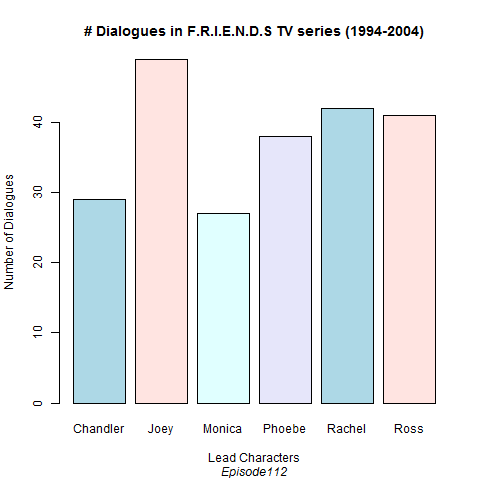 # Dialogues in F.R.I.E.N.D.S TV series (1994-2004)
Number of Dialogues
40
30
20
10
0
Chandler Joey Monica Phoebe Rachel Ross
Lead Characters
Episode112